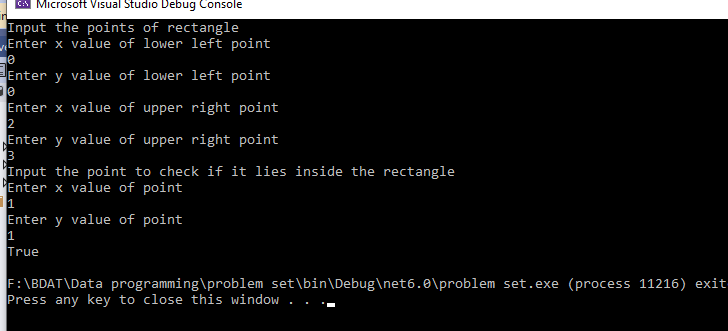 Microsoft Visual Studio Debug Console
Input the points of rectangle
Enter x value of lower left point
0
Enter y value of lower left point
0
Enter x value of upper right point
2
Enter y value of upper right point
3
Input the point to check if it lies inside the rectangle
Enter x value of point
1
Enter y value of point
1
True
F:\BDAT\Data programming\problem set\bin\Debug\net6.0\problem set.exe (process 11216) exit
Press any key to close this window . . .